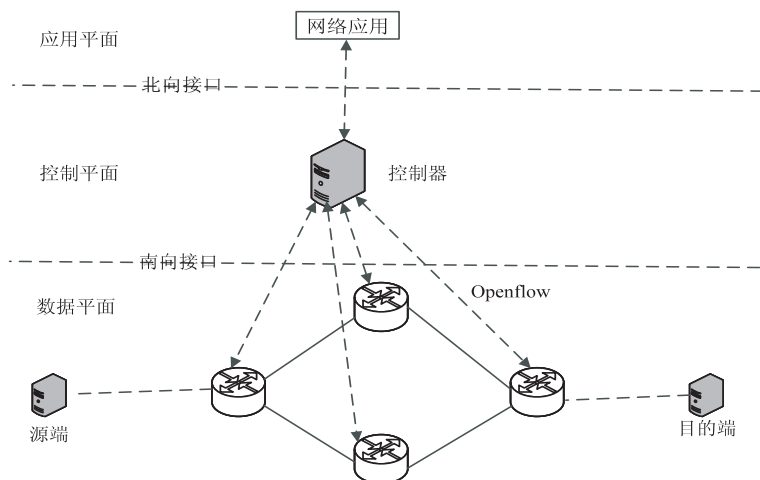 网络应用
应用平面
北向接口
控制平面
控制器
南向接口
数据平面
Openflow
源端
目的端